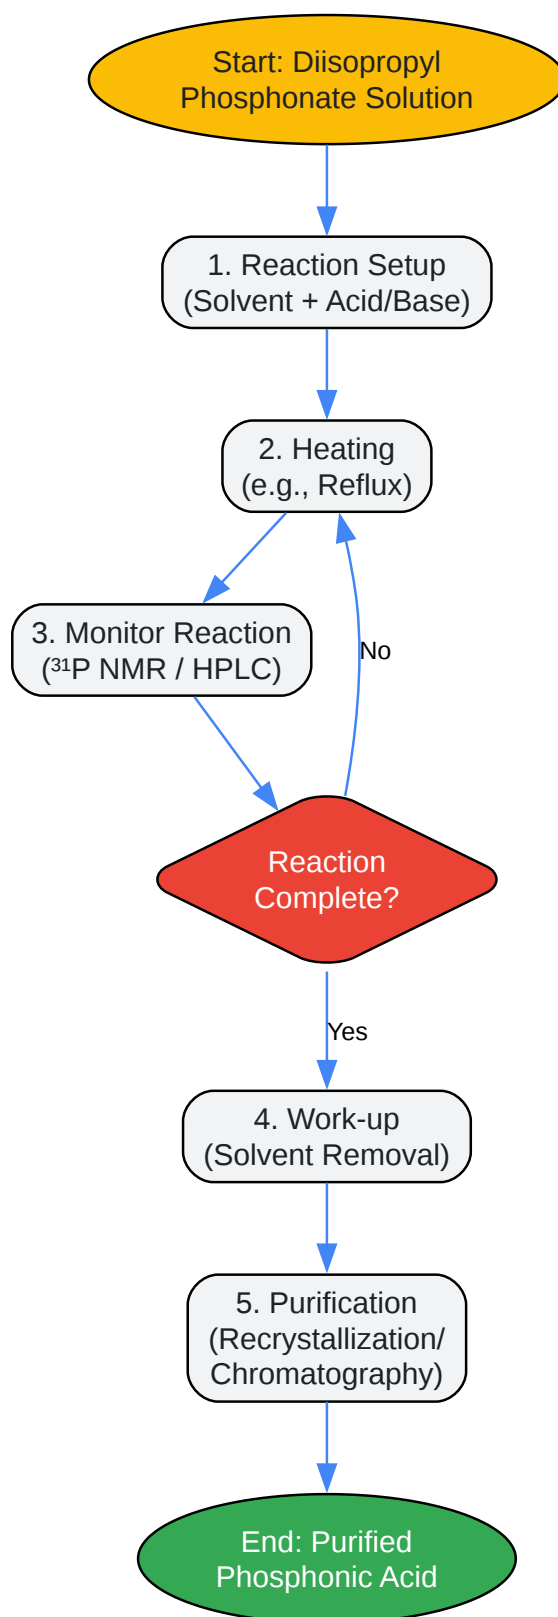 Start: Diisopropyl
Phosphonate Solution
1. Reaction Setup
(Solvent + Acid/Base)
2. Heating
(e.g., Reflux)
3. Monitor Reaction
(³¹P NMR / HPLC)
No
Reaction
Complete?
Yes
4. Work-up
(Solvent Removal)
5. Purification
(Recrystallization/
Chromatography)
End: Purified
Phosphonic Acid